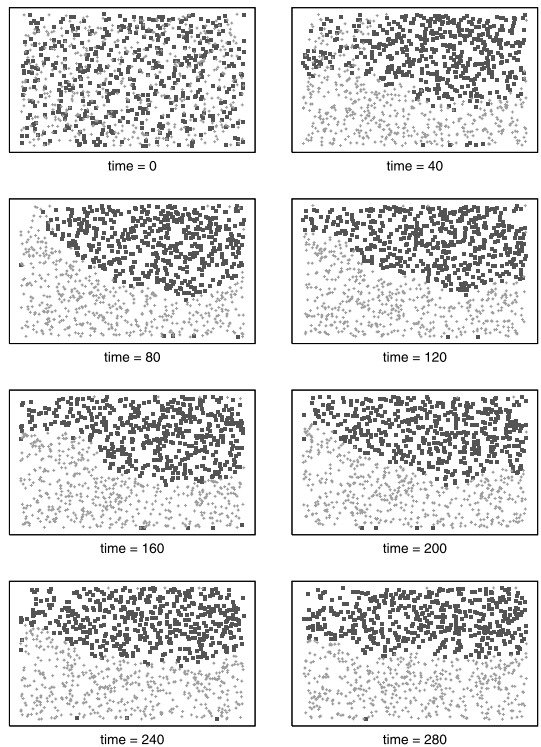 time = 0
time = 40
time = 80
time = 120
time = 160
time = 200
time = 240
time = 280